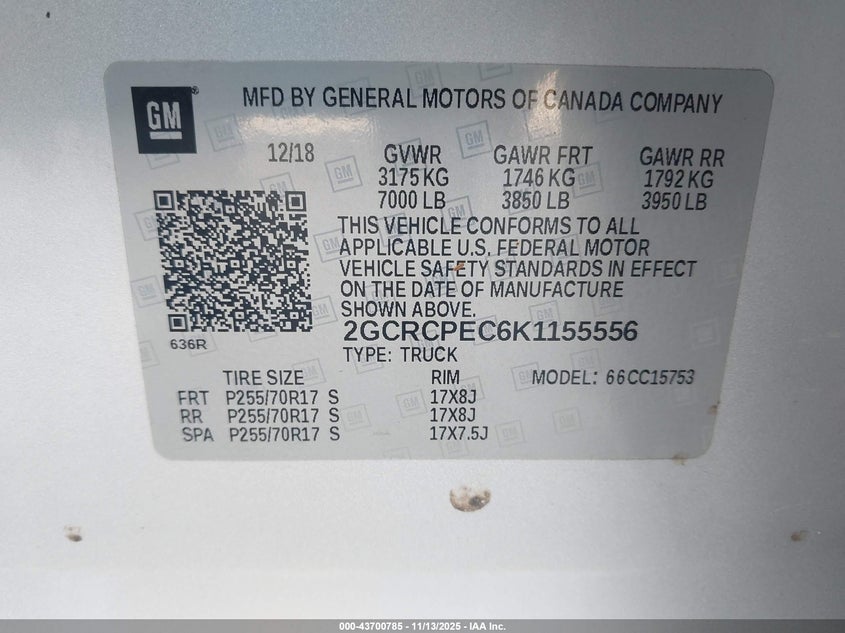 GM
MFD BY GENERAL MOTORS OF CANADA COMPANY
12/18 GVWR GAWR FRT GAWR RR
3175 KG 1746 KG 1792 KG
7000 LB 3850 LB 3950 LB
THIS VEHICLE CONFORMS TO ALL
APPLICABLE U.S. FEDERAL MOTOR
VEHICLE SAFETY STANDARDS IN EFFECT
ON THE DATE OF MANUFACTURE
SHOWN ABOVE.
2GCRCPEC6K1155556
636R
TYPE: TRUCK
TIRE SIZE RIM MODEL: 66CC15753
FRT P255/70R17 S 17X8J
RR P255/70R17 S 17X8J
SPA P255/70R17 S 17X7.5J
000-43700785 - 11/13/2025 - IAA Inc.